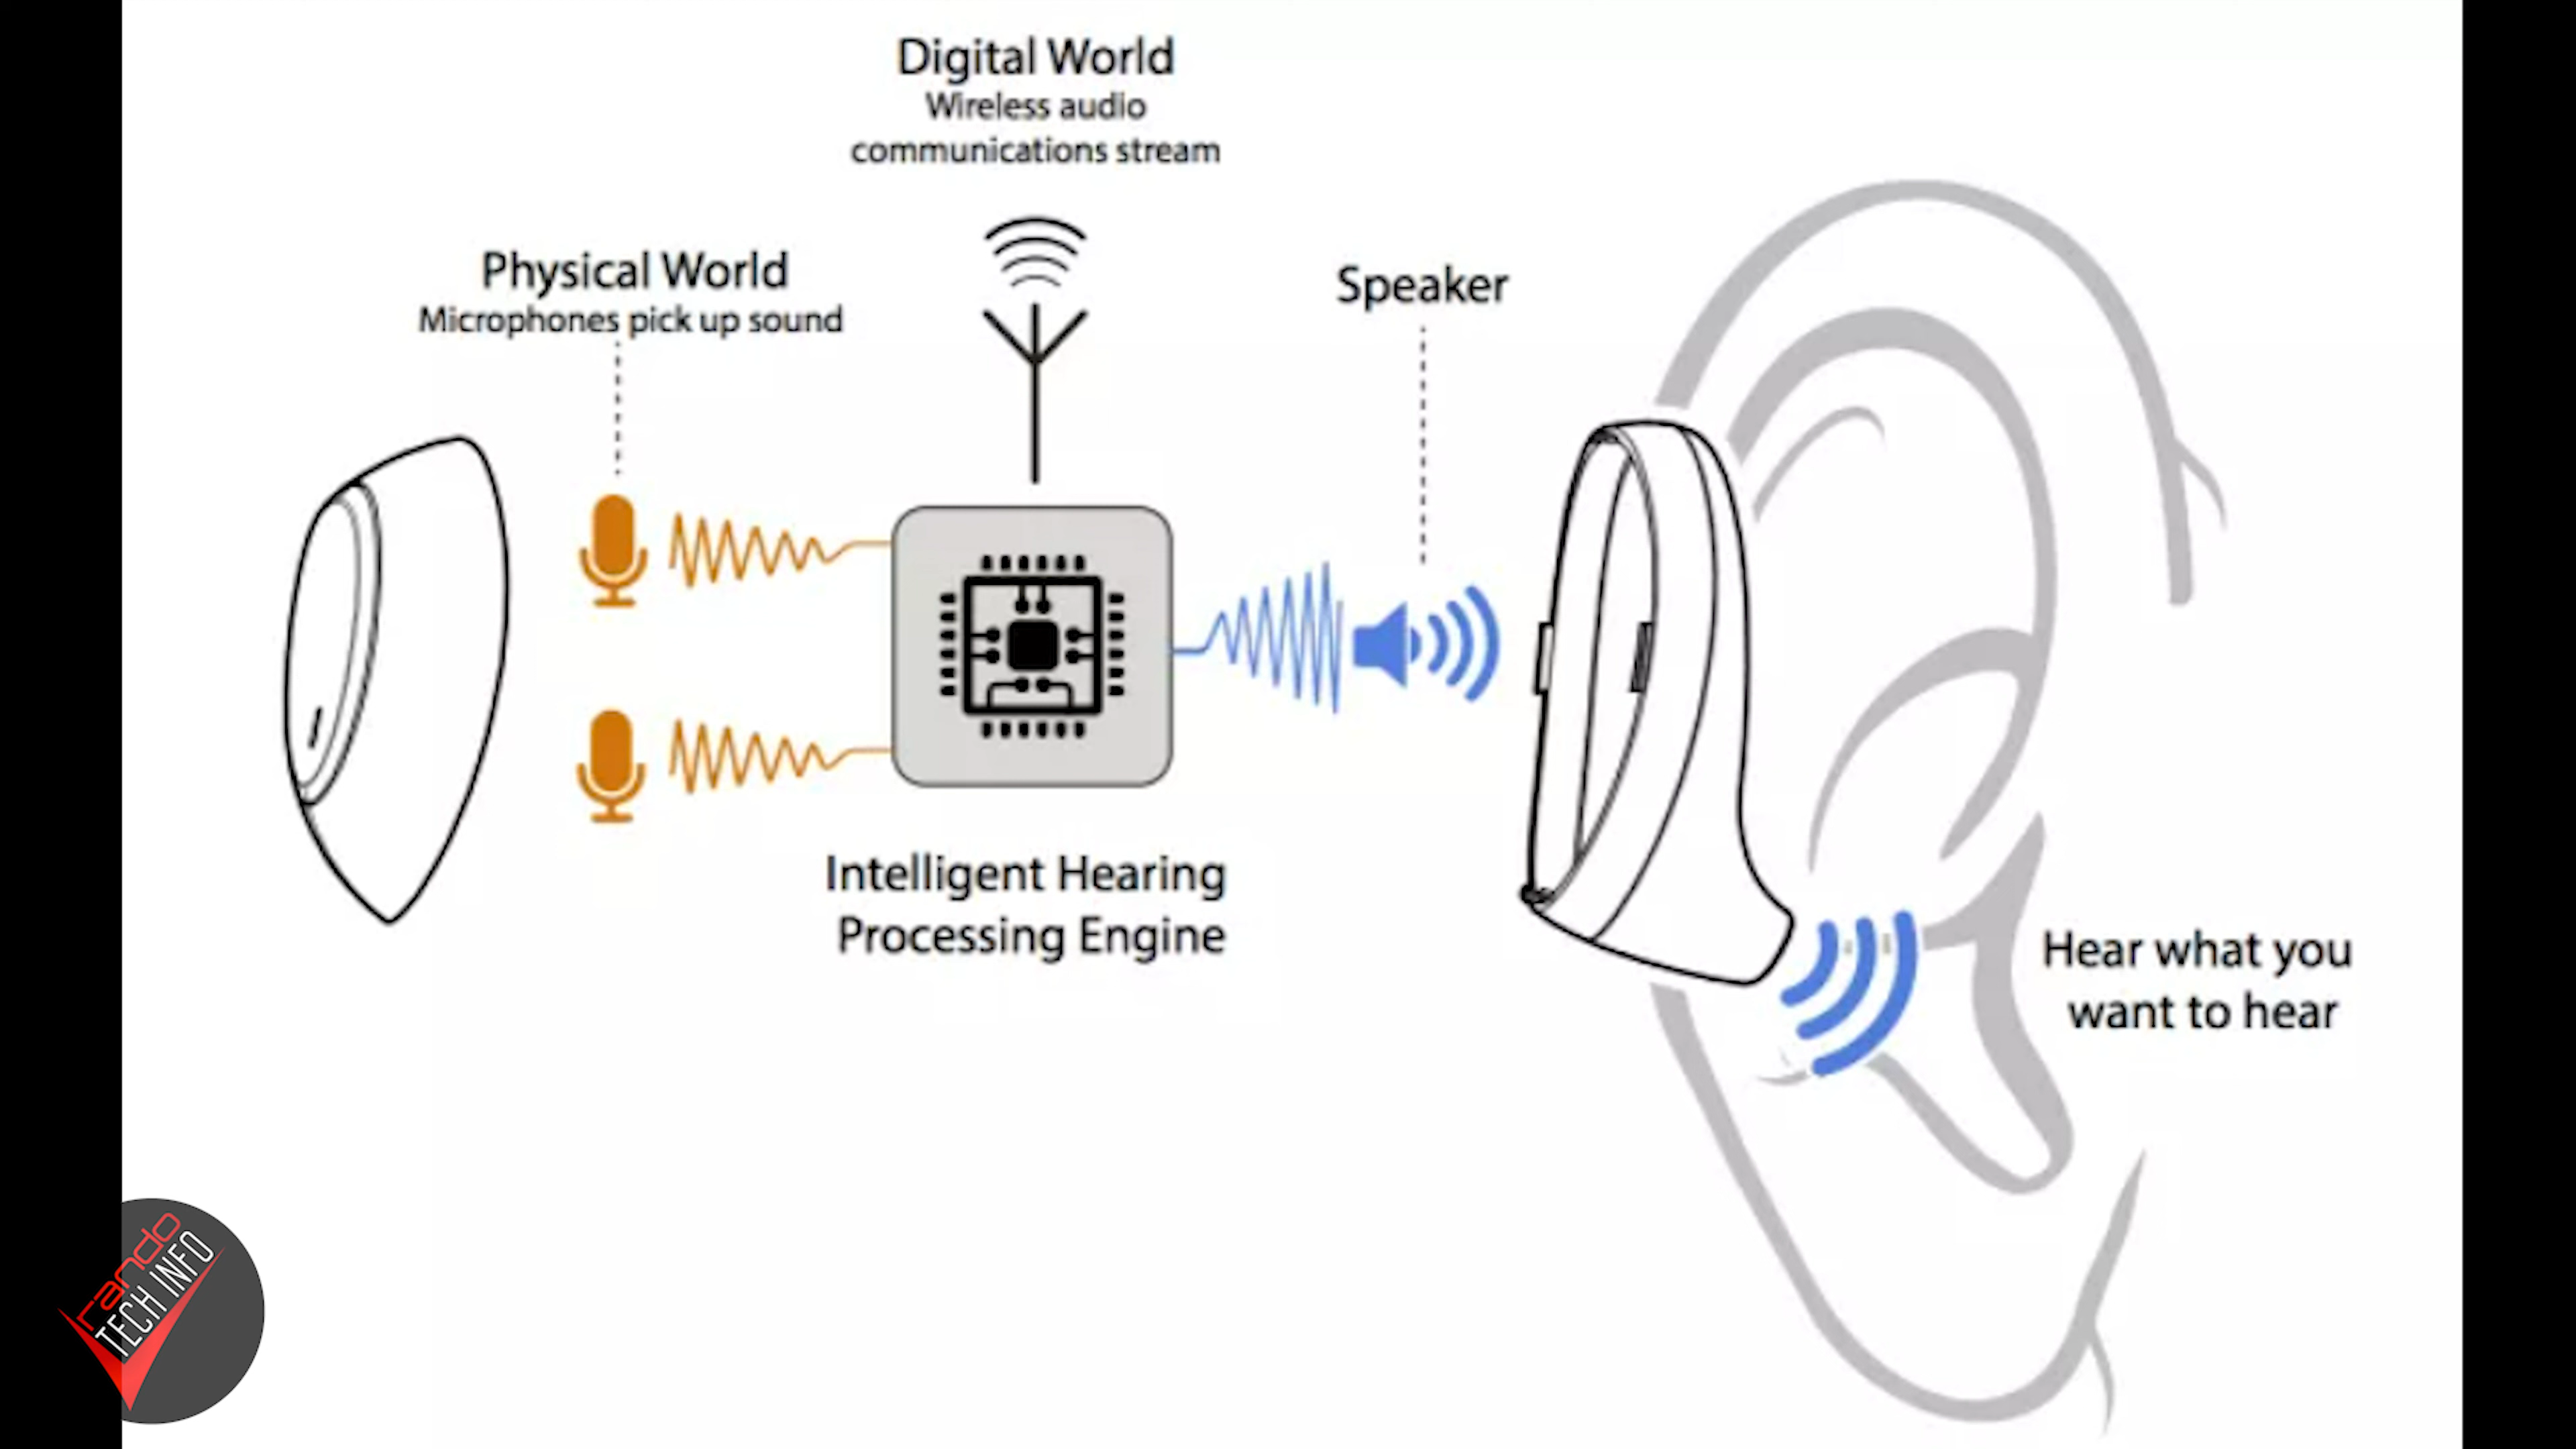 Digital World
Wireless audio
communications stream
Physical World
Microphones pick up sound
Speaker
Intelligent Hearing
Processing Engine
Hear what you
want to hear
rando
TECH INFO